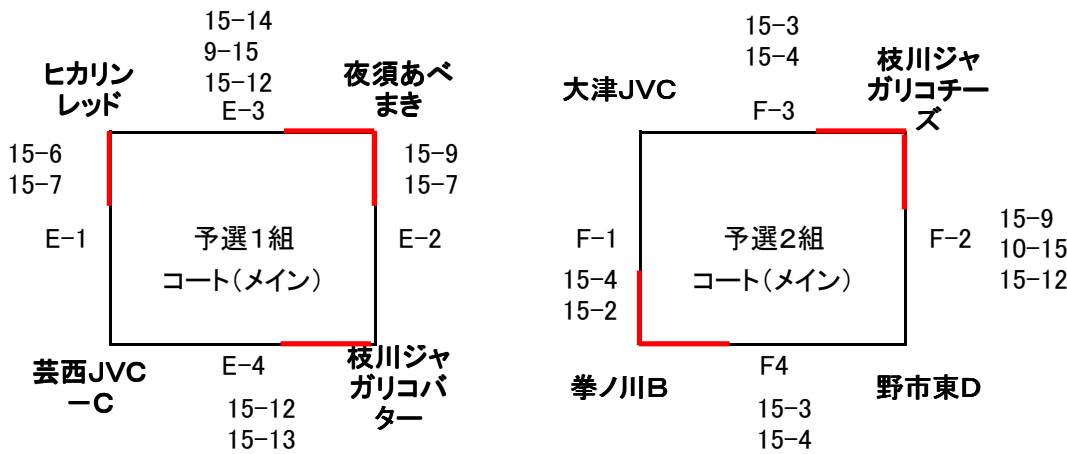 15-14
9-15
15-12
ヒカリン
レッド
E-3
夜須あべ
まき
15-6
15-7
15-9
15-7
E-1
予選1組
コート(メイン)
E-2
芸西JVC
-C
E-4
枝川ジャ
ガリコバ
ター
15-12
15-13
15-3
15-4
大津JVC
F-3
枝川ジャ
ガリコチー
ズ
F-1
15-4
15-2
予選2組
コート(メイン)
F-2
15-9
10-15
15-12
拳ノ川B
F4
野市東D
15-3
15-4